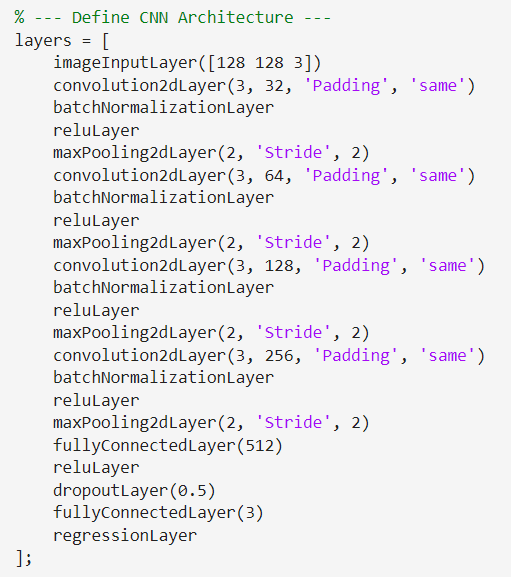 % --- Define CNN Architecture ---
layers = [
    imageInputLayer([128 128 3])
    convolution2dLayer(3, 32, 'Padding', 'same')
    batchNormalizationLayer
    reluLayer
    maxPooling2dLayer(2, 'Stride', 2)
    convolution2dLayer(3, 64, 'Padding', 'same')
    batchNormalizationLayer
    reluLayer
    maxPooling2dLayer(2, 'Stride', 2)
    convolution2dLayer(3, 128, 'Padding', 'same')
    batchNormalizationLayer
    reluLayer
    maxPooling2dLayer(2, 'Stride', 2)
    convolution2dLayer(3, 256, 'Padding', 'same')
    batchNormalizationLayer
    reluLayer
    maxPooling2dLayer(2, 'Stride', 2)
    fullyConnectedLayer(512)
    reluLayer
    dropoutLayer(0.5)
    fullyConnectedLayer(3)
    regressionLayer
];